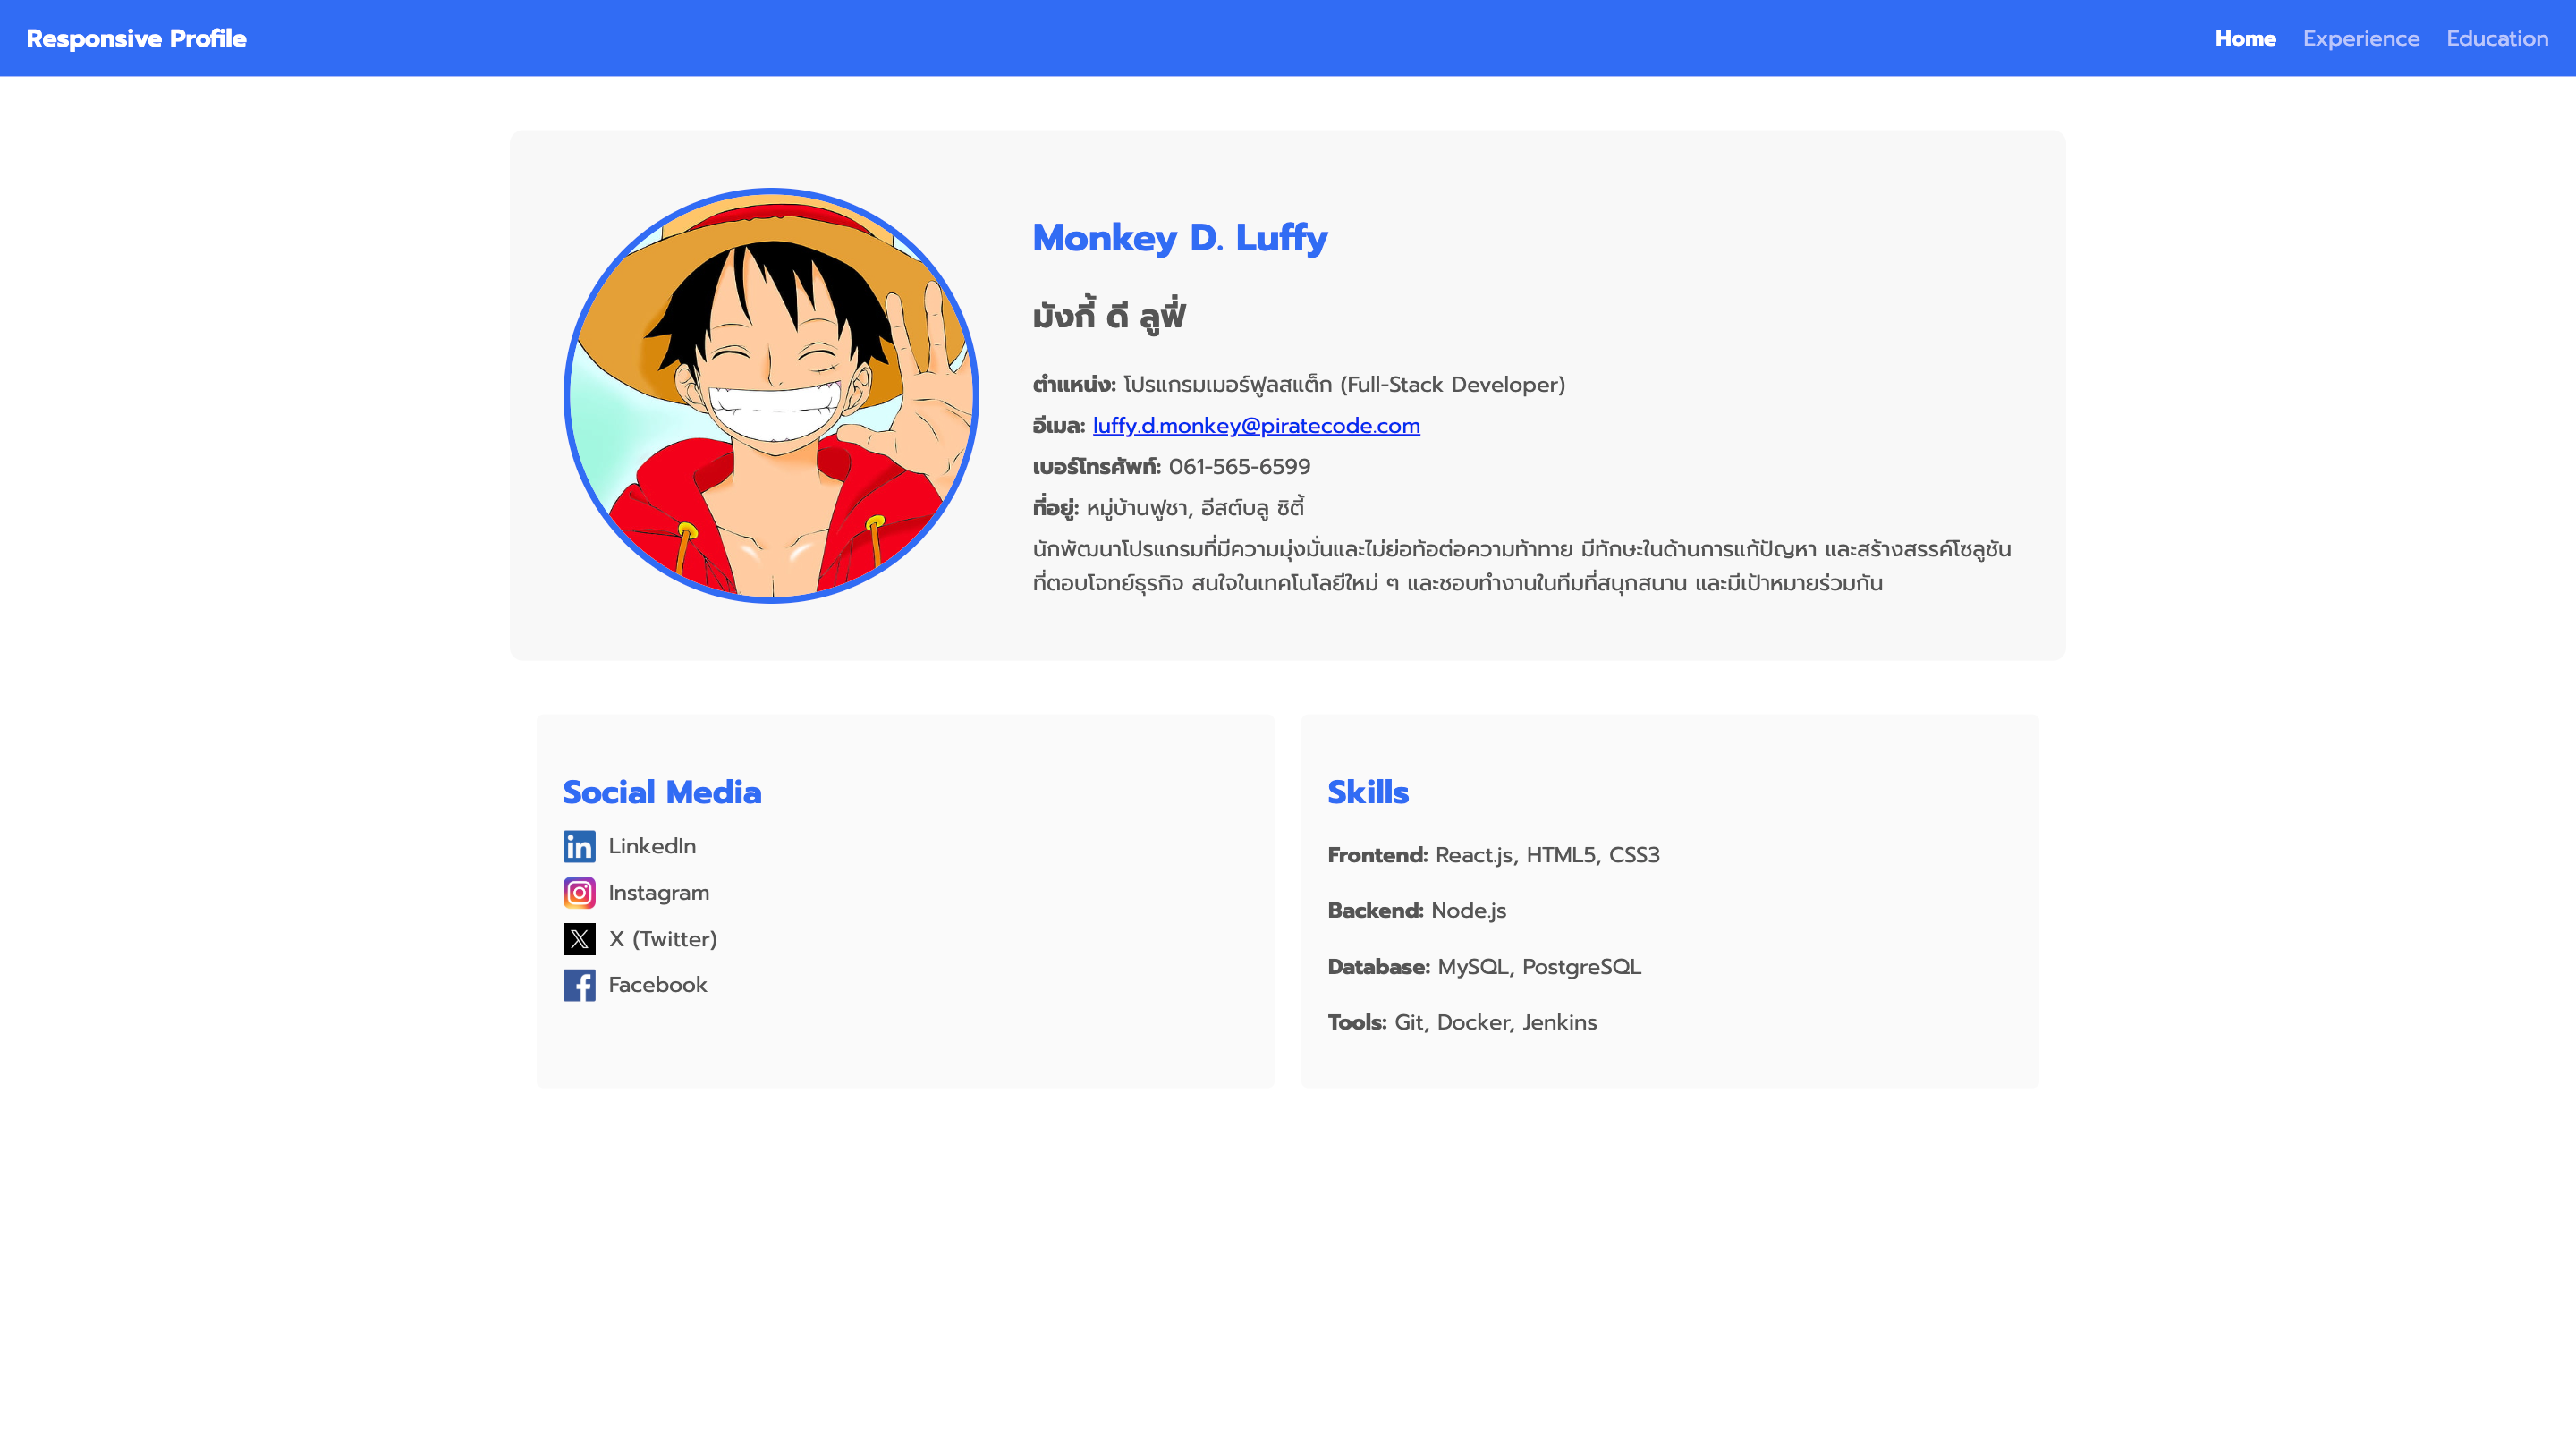 Responsive Profile
Home Experience Education
Monkey D. Luffy
มังกี้ ดี ลูฟี่
ตำแหน่ง: โปรแกรมเมอร์ฟูลสแต็ก (Full-Stack Developer)
อีเมล: luffy.d.monkey@piratecode.com
เบอร์โทรศัพท์: 061-565-6599
ที่อยู่: หมู่บ้านฟูชา, อีสต์บลู ซิตี้
นักพัฒนาโปรแกรมที่มีความมุ่งมั่นและไม่ย่อท้อต่อความท้าทาย มีทักษะในด้านการแก้ปัญหา และสร้างสรรค์โซลูชัน
ที่ตอบโจทย์ธุรกิจ สนใจในเทคโนโลยีใหม่ ๆ และชอบทำงานในทีมที่สนุกสนาน และมีเป้าหมายร่วมกัน
Social Media
LinkedIn
Instagram
X (Twitter)
Facebook
Skills
Frontend: React.js, HTML5, CSS3
Backend: Node.js
Database: MySQL, PostgreSQL
Tools: Git, Docker, Jenkins